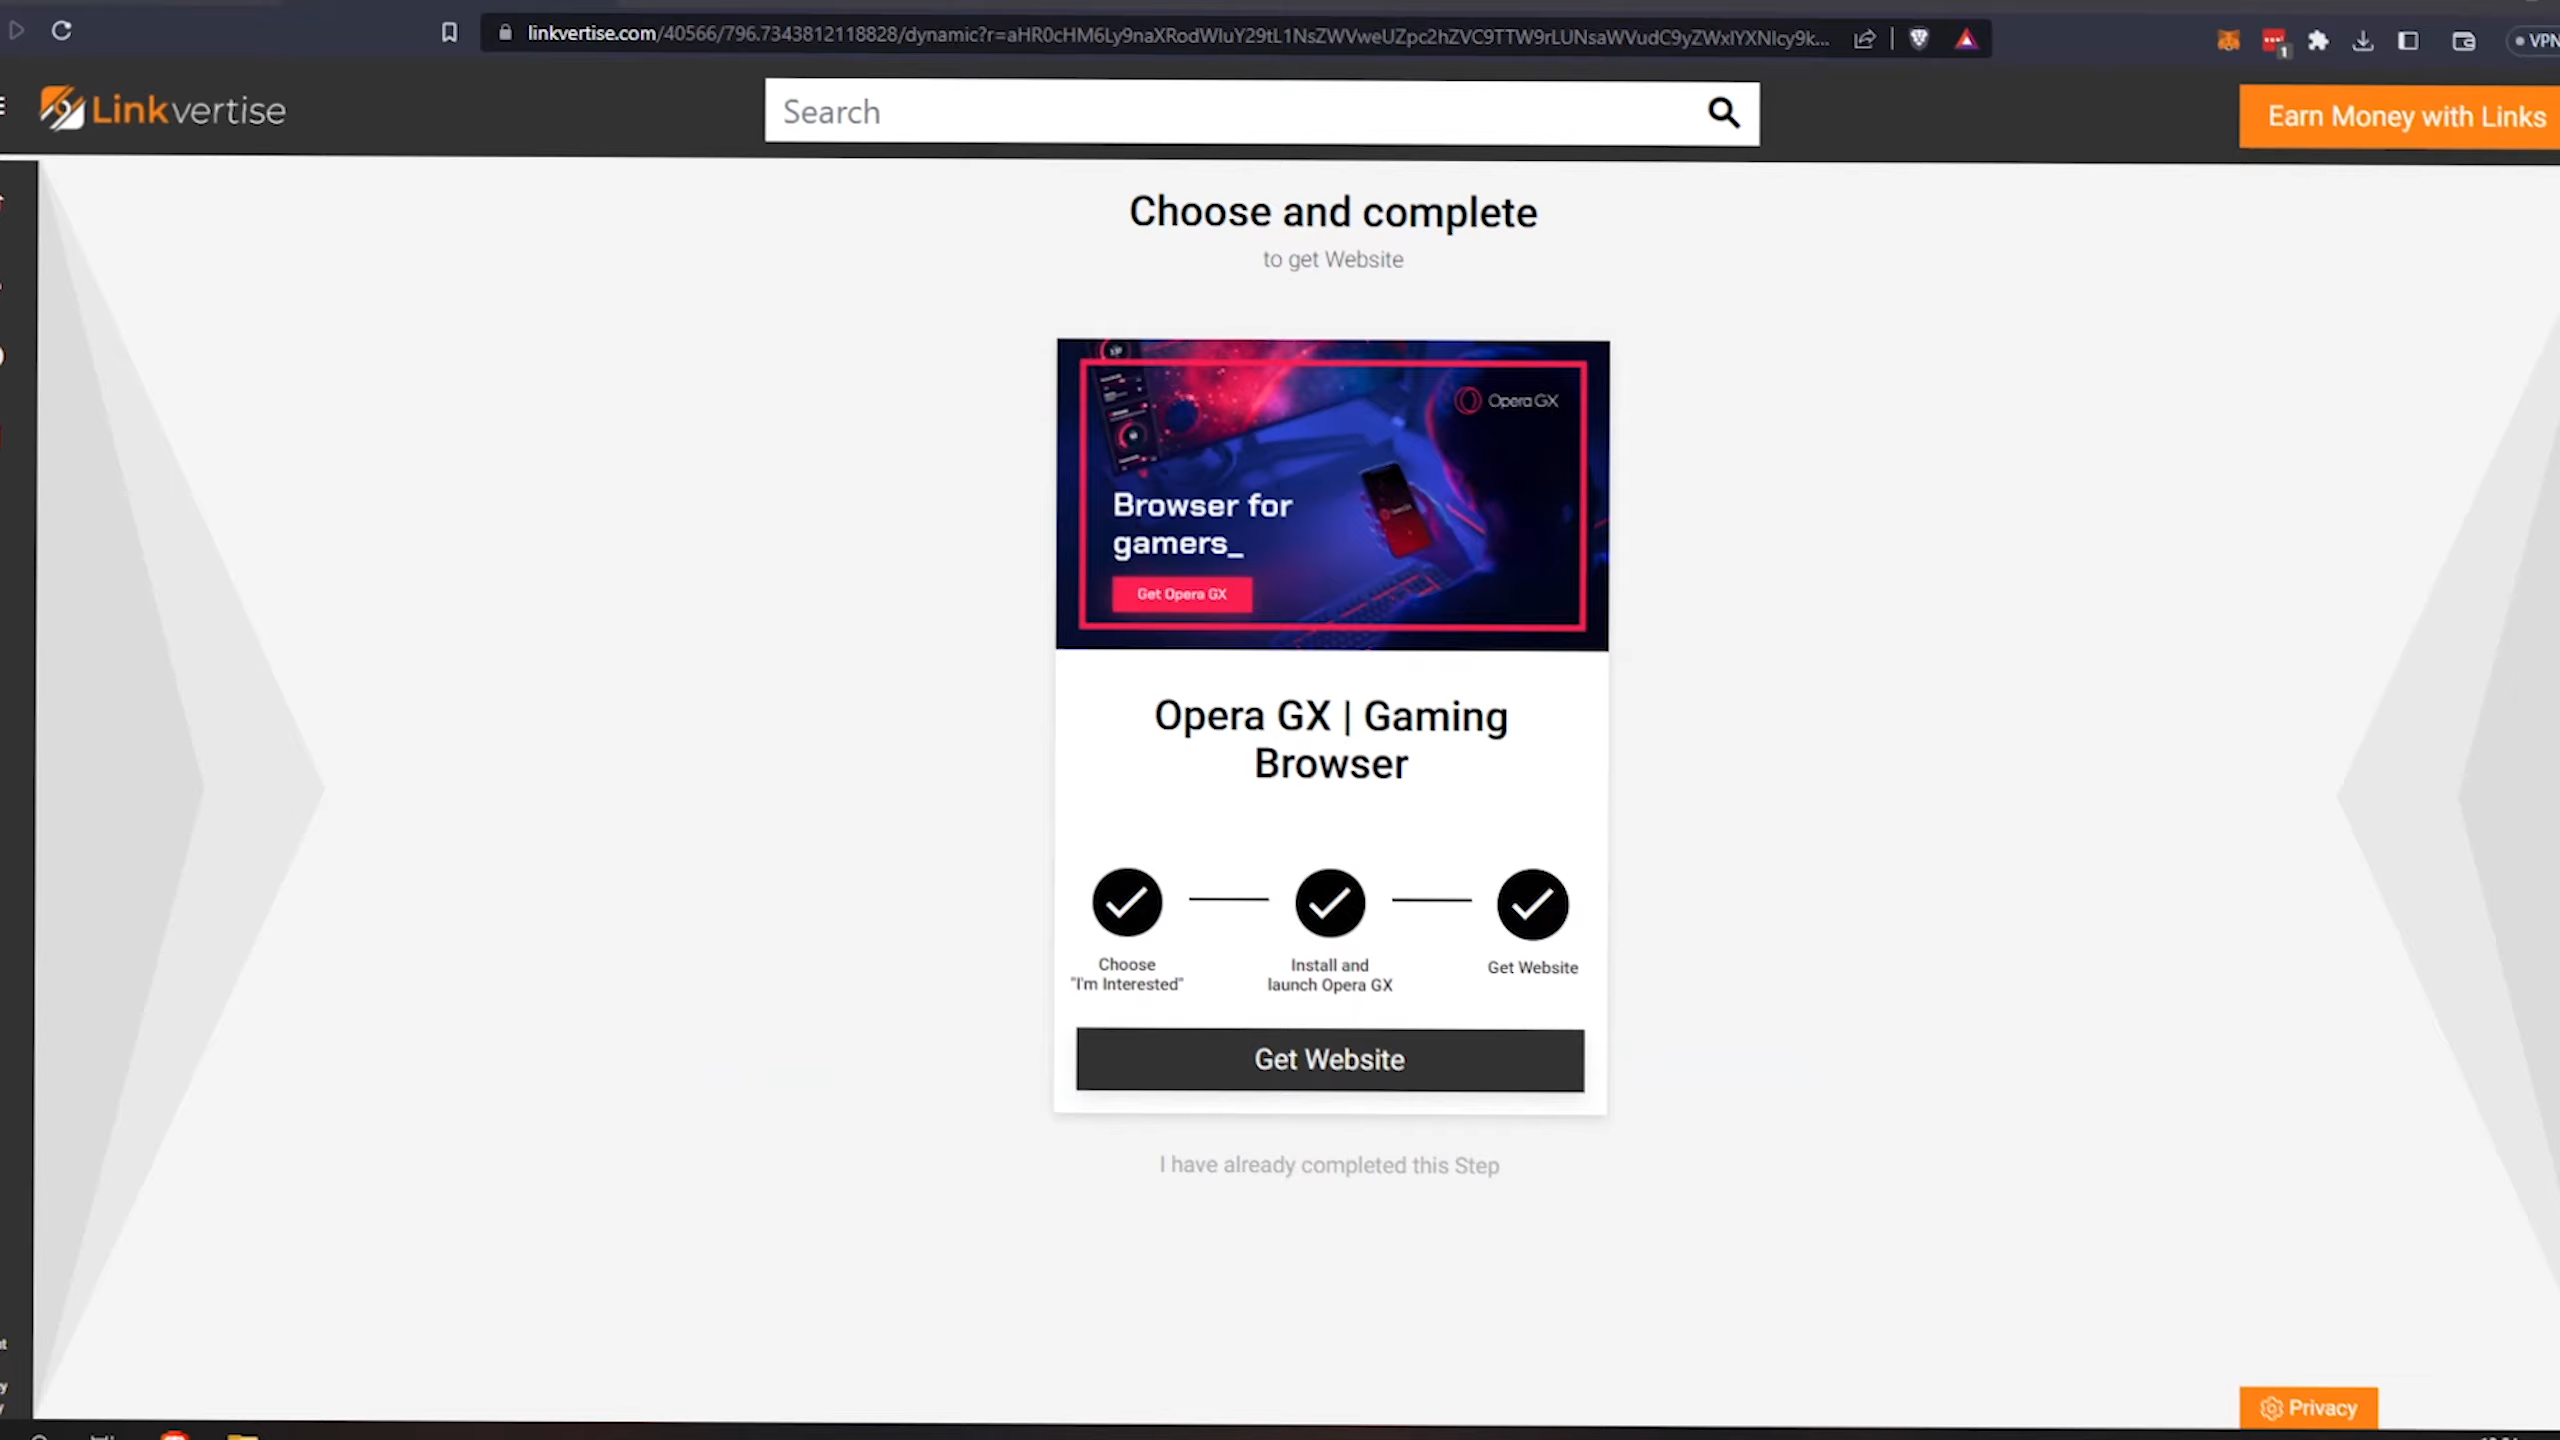 linkvertise.com/40566/796.7343812118828/dynamic?r=aHR0cHM6Ly9naXRodWIuY29tL1NsZWVweUZpc2hZVC9TTW9rLUNsaWVudC9yZWxlYXNlcy9k...
1
VPN
Linkvertise
Search
Earn Money with Links
Choose and complete
to get Website
Opera GX
Browser for
gamers_
Get Opera GX
Opera GX | Gaming
Browser
Choose
"I'm Interested"
Install and
launch Opera GX
Get Website
Get Website
I have already completed this Step
Privacy